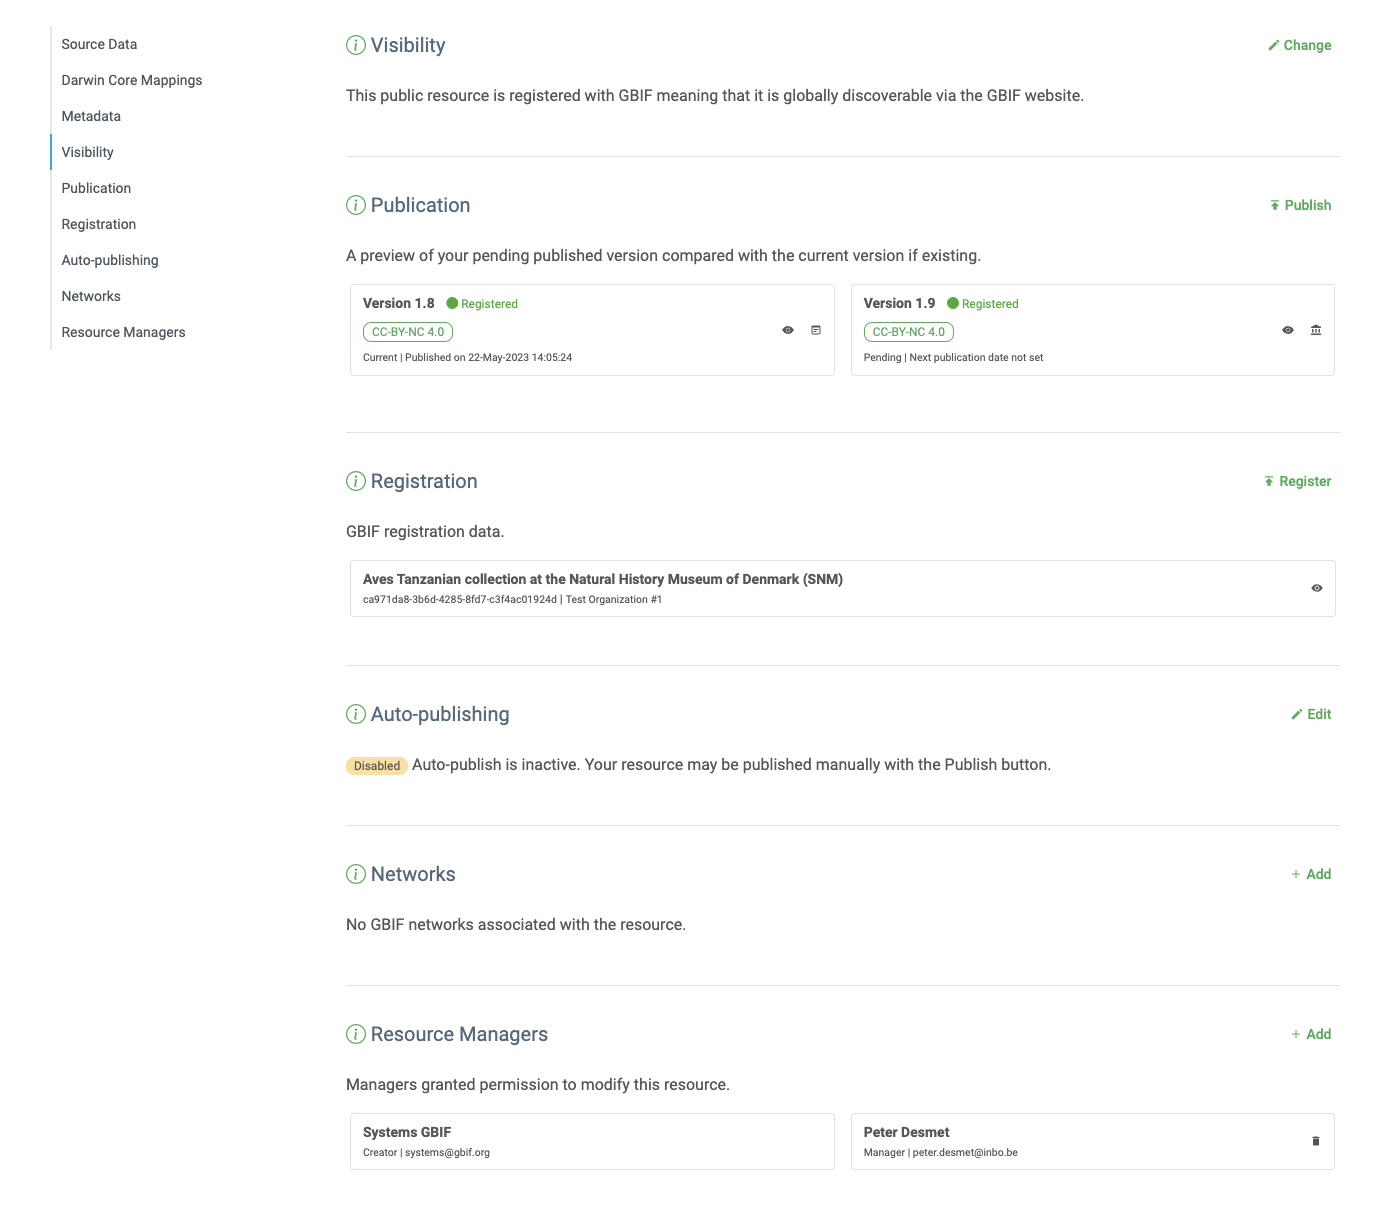 Source Data
Darwin Core Mappings
Metadata
Visibility
Publication
Registration
Auto-publishing
Networks
Resource Managers
Visibility
Change
This public resource is registered with GBIF meaning that it is globally discoverable via the GBIF website.
Publication
Publish
A preview of your pending published version compared with the current version if existing.
Version 1.8 Registered
CC-BY-NC 4.0
Current | Published on 22-May-2023 14:05:24
Version 1.9 Registered
CC-BY-NC 4.0
Pending | Next publication date not set
Registration
Register
GBIF registration data.
Aves Tanzanian collection at the Natural History Museum of Denmark (SNM)
ca971da8-3b6d-4285-8fd7-c3f4ac01924d | Test Organization #1
Auto-publishing
Edit
Disabled Auto-publish is inactive. Your resource may be published manually with the Publish button.
Networks
+ Add
No GBIF networks associated with the resource.
Resource Managers
+ Add
Managers granted permission to modify this resource.
Systems GBIF
Creator | systems@gbif.org
Peter Desmet
Manager | peter.desmet@inbo.be